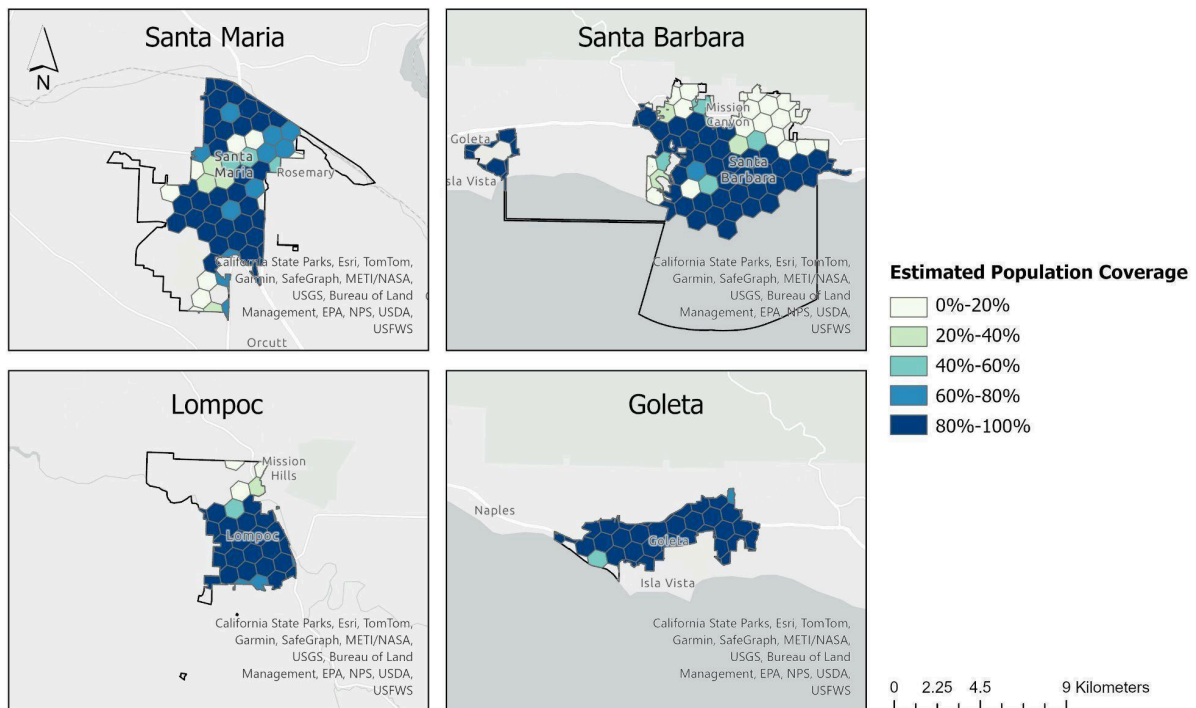 Santa Maria
N
Santa
Maria
Rosemary
California State Parks, Esri, TomTom,
Garmin, SafeGraph, METI/NASA,
USGS, Bureau of Land
Management, EPA, NPS, USDA,
USFWS
Orcutt
Santa Barbara
Mission
Canyon
Goleta
Isla Vista
Santa
Barbara
California State Parks, Esri, TomTom,
Garmin, SafeGraph, METI/NASA,
USGS, Bureau of Land
Management, EPA, NPS, USDA,
USFWS
Estimated Population Coverage
0%-20%
20%-40%
40%-60%
60%-80%
80%-100%
Lompoc
Mission
Hills
Lompoc
California State Parks, Esri, TomTom,
Garmin, SafeGraph, METI/NASA,
USGS, Bureau of Land
Management, EPA, NPS, USDA,
USFWS
Goleta
Naples
Goleta
Isla Vista
California State Parks, Esri, TomTom,
Garmin, SafeGraph, METI/NASA,
USGS, Bureau of Land
Management, EPA, NPS, USDA,
USFWS
0 2.25 4.5 9 Kilometers